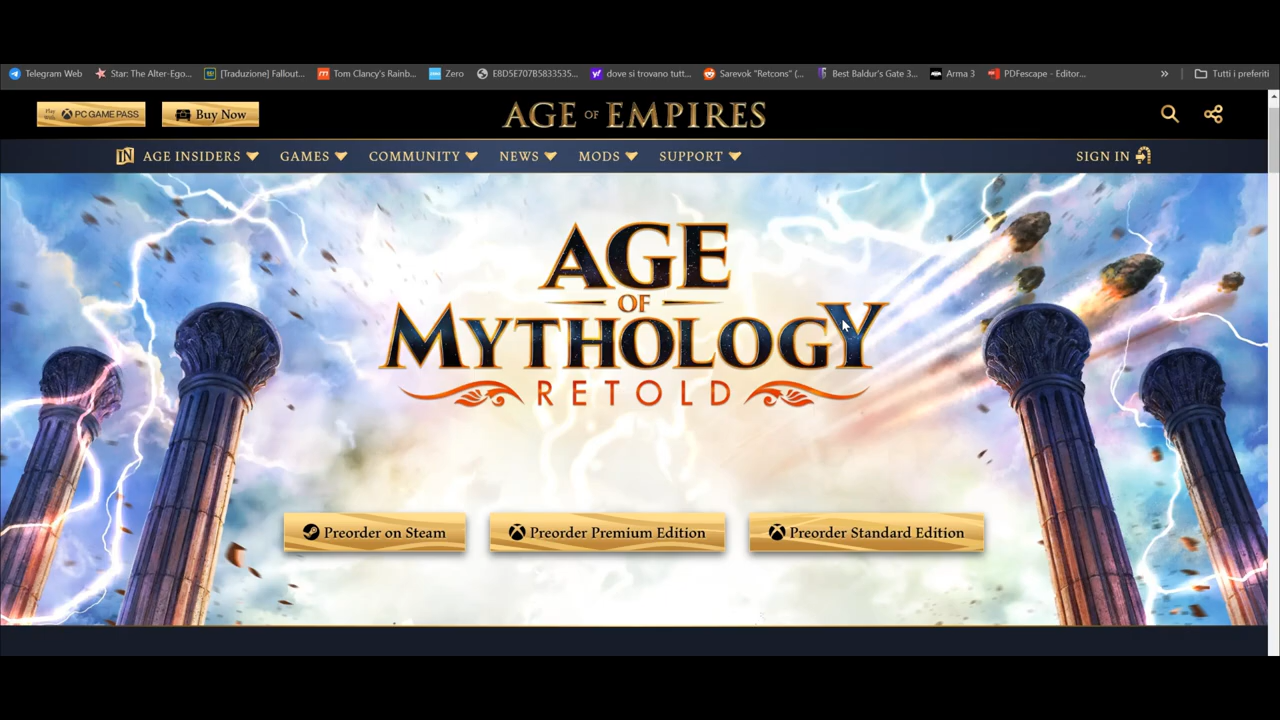 Telegram Web
Star: The Alter-Ego...
[Traduzione] Fallout...
Tom Clancy's Rainb...
Zero
E8D5E707B5833535...
dove si trovano tutt...
Sarevok "Retcons" (...
Best Baldur's Gate 3...
Arma 3
PDFescape - Editor...
»
Tutti i preferiti
Play With PC GAME PASS
Buy Now
AGE OF EMPIRES
IN AGE INSIDERS
GAMES
COMMUNITY
NEWS
MODS
SUPPORT
SIGN IN
AGE
OF
MYTHOLOGY
RETOLD
Preorder on Steam
Preorder Premium Edition
Preorder Standard Edition